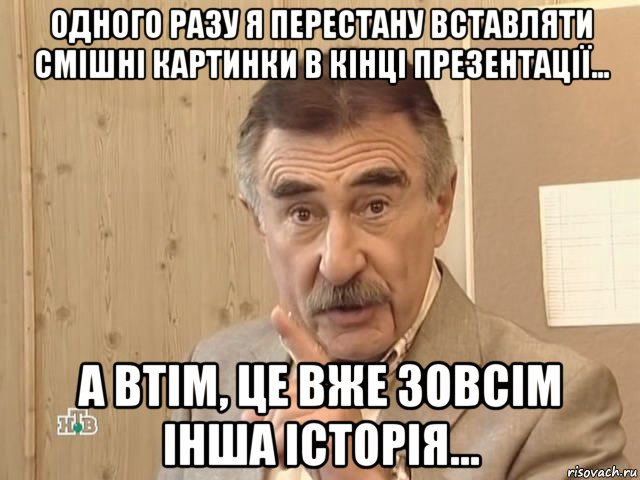 ОДНОГО РАЗУ Я ПЕРЕСТАНУ ВСТАВЛЯТИ
СМІШНІ КАРТИНКИ В КІНЦІ ПРЕЗЕНТАЦІЇ...
А ВТІМ, ЦЕ ВЖЕ ЗОВСІМ
ІНША ІСТОРІЯ...
НТВ
risovach.ru